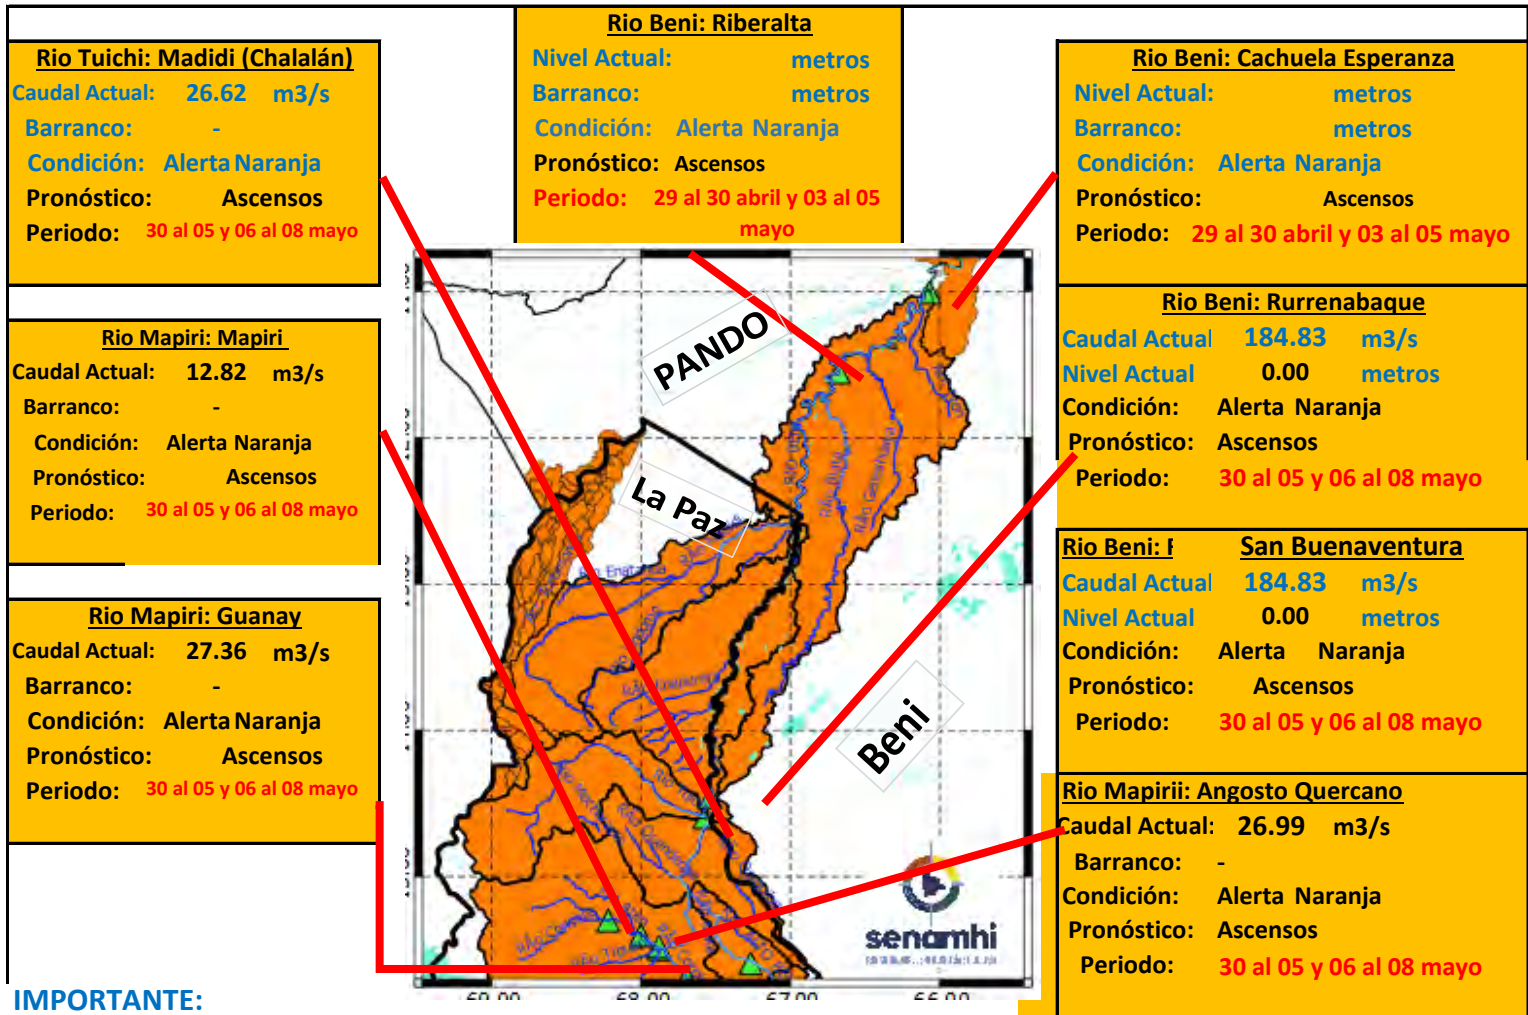 Rio Tuichi: Madidi (Chalalán)
Caudal Actual: 26.62 m3/s
Barranco: -
Condición: Alerta Naranja
Pronóstico: Ascensos
Periodo: 30 al 05 y 06 al 08 mayo
Rio Mapiri: Mapiri
Caudal Actual: 12.82 m3/s
Barranco: -
Condición: Alerta Naranja
Pronóstico: Ascensos
Periodo: 30 al 05 y 06 al 08 mayo
Rio Mapiri: Guanay
Caudal Actual: 27.36 m3/s
Barranco: -
Condición: Alerta Naranja
Pronóstico: Ascensos
Periodo: 30 al 05 y 06 al 08 mayo
Rio Beni: Riberalta
Nivel Actual: metros
Barranco: metros
Condición: Alerta Naranja
Pronóstico: Ascensos
Periodo: 29 al 30 abril y 03 al 05
mayo
PANDO
La Paz
Beni
senamhi
Rio Beni: Cachuela Esperanza
Nivel Actual: metros
Barranco: metros
Condición: Alerta Naranja
Pronóstico: Ascensos
Periodo: 29 al 30 abril y 03 al 05 mayo
Rio Beni: Rurrenabaque
Caudal Actual 184.83 m3/s
Nivel Actual 0.00 metros
Condición: Alerta Naranja
Pronóstico: Ascensos
Periodo: 30 al 05 y 06 al 08 mayo
Rio Beni: San Buenaventura
Caudal Actual 184.83 m3/s
Nivel Actual 0.00 metros
Condición: Alerta Naranja
Pronóstico: Ascensos
Periodo: 30 al 05 y 06 al 08 mayo
Rio Mapirii: Angosto Quercano
Caudal Actual: 26.99 m3/s
Barranco: -
Condición: Alerta Naranja
Pronóstico: Ascensos
Periodo: 30 al 05 y 06 al 08 mayo
69.00 68.00 67.00 66.00
IMPORTANTE: